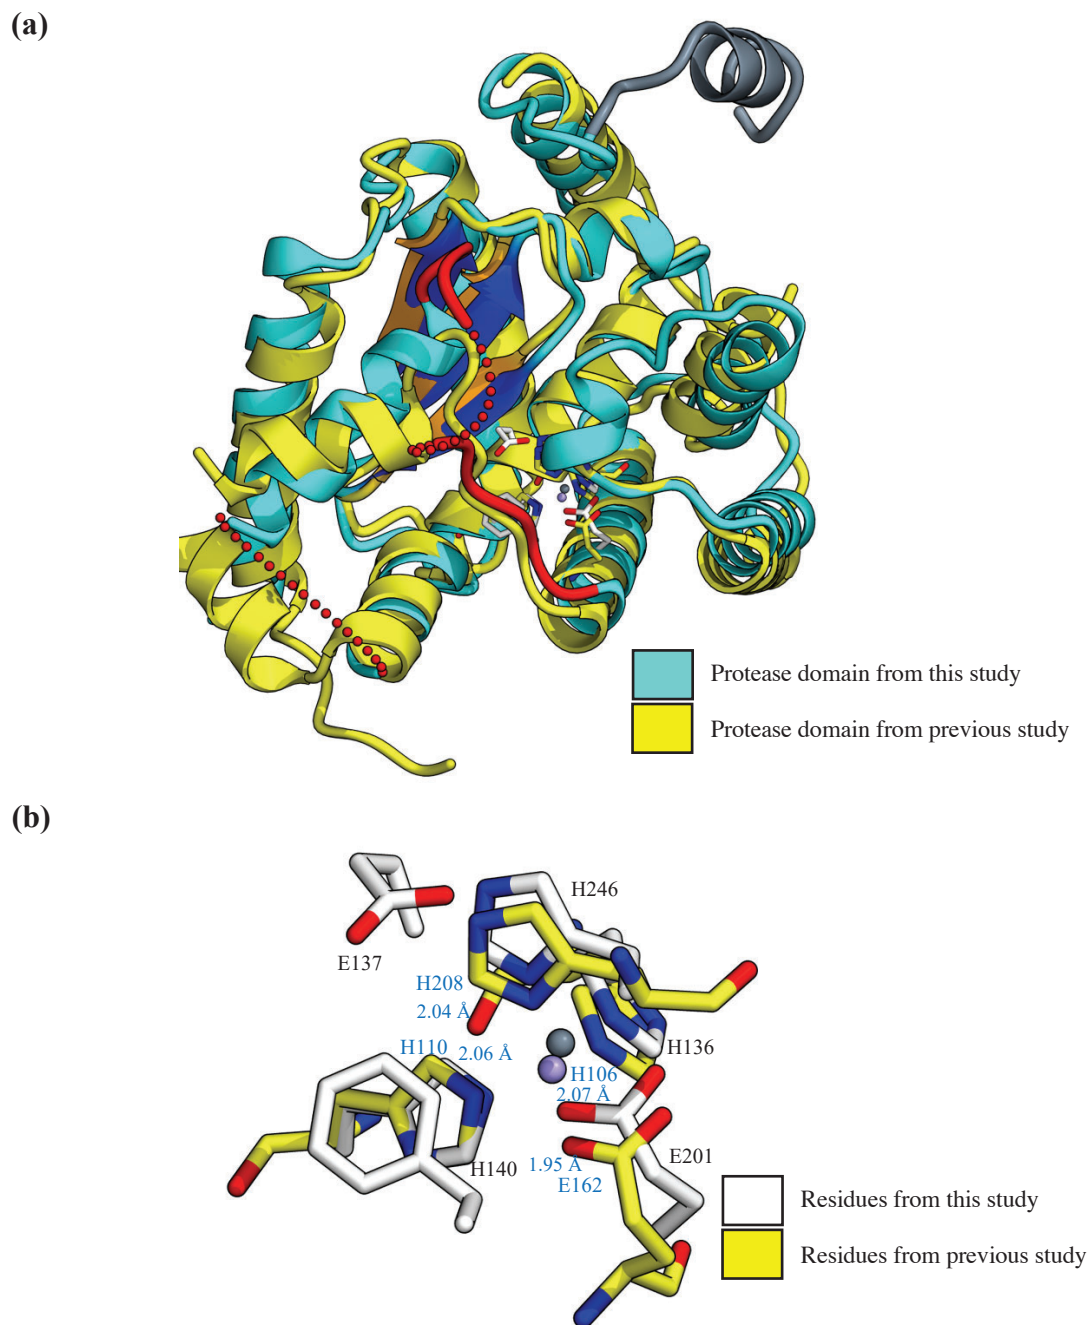 (a)
Protease domain from this study
Protease domain from previous study
(b)
H246
E137
H208
2.04 Å
H110
2.06 Å
H136
H106
2.07 Å
H140
1.95 Å
E201
E162
Residues from this study
Residues from previous study